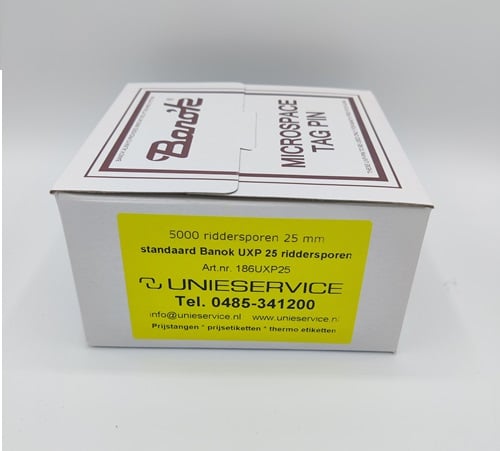 Banok
MICROSPACE
TAG PIN
5000 riddersporen 25 mm
standaard Banok UXP 25 riddersporen
Art.nr. 186UXP25
UNIESERVICE
Tel. 0485-341200
info@unieservice.nl www.unieservice.nl
Prijstangen * prijsetiketten * thermo etiketten